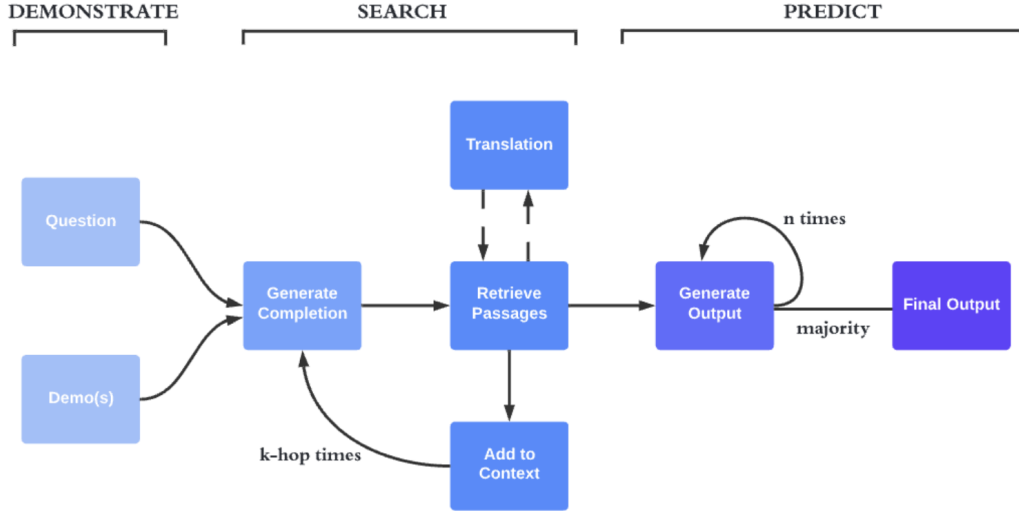 DEMONSTRATE
SEARCH
PREDICT
Translation
Question
n times
Generate
Completion
Retrieve
Passages
Generate
Output
Final Output
majority
Demo(s)
k-hop times
Add to
Context